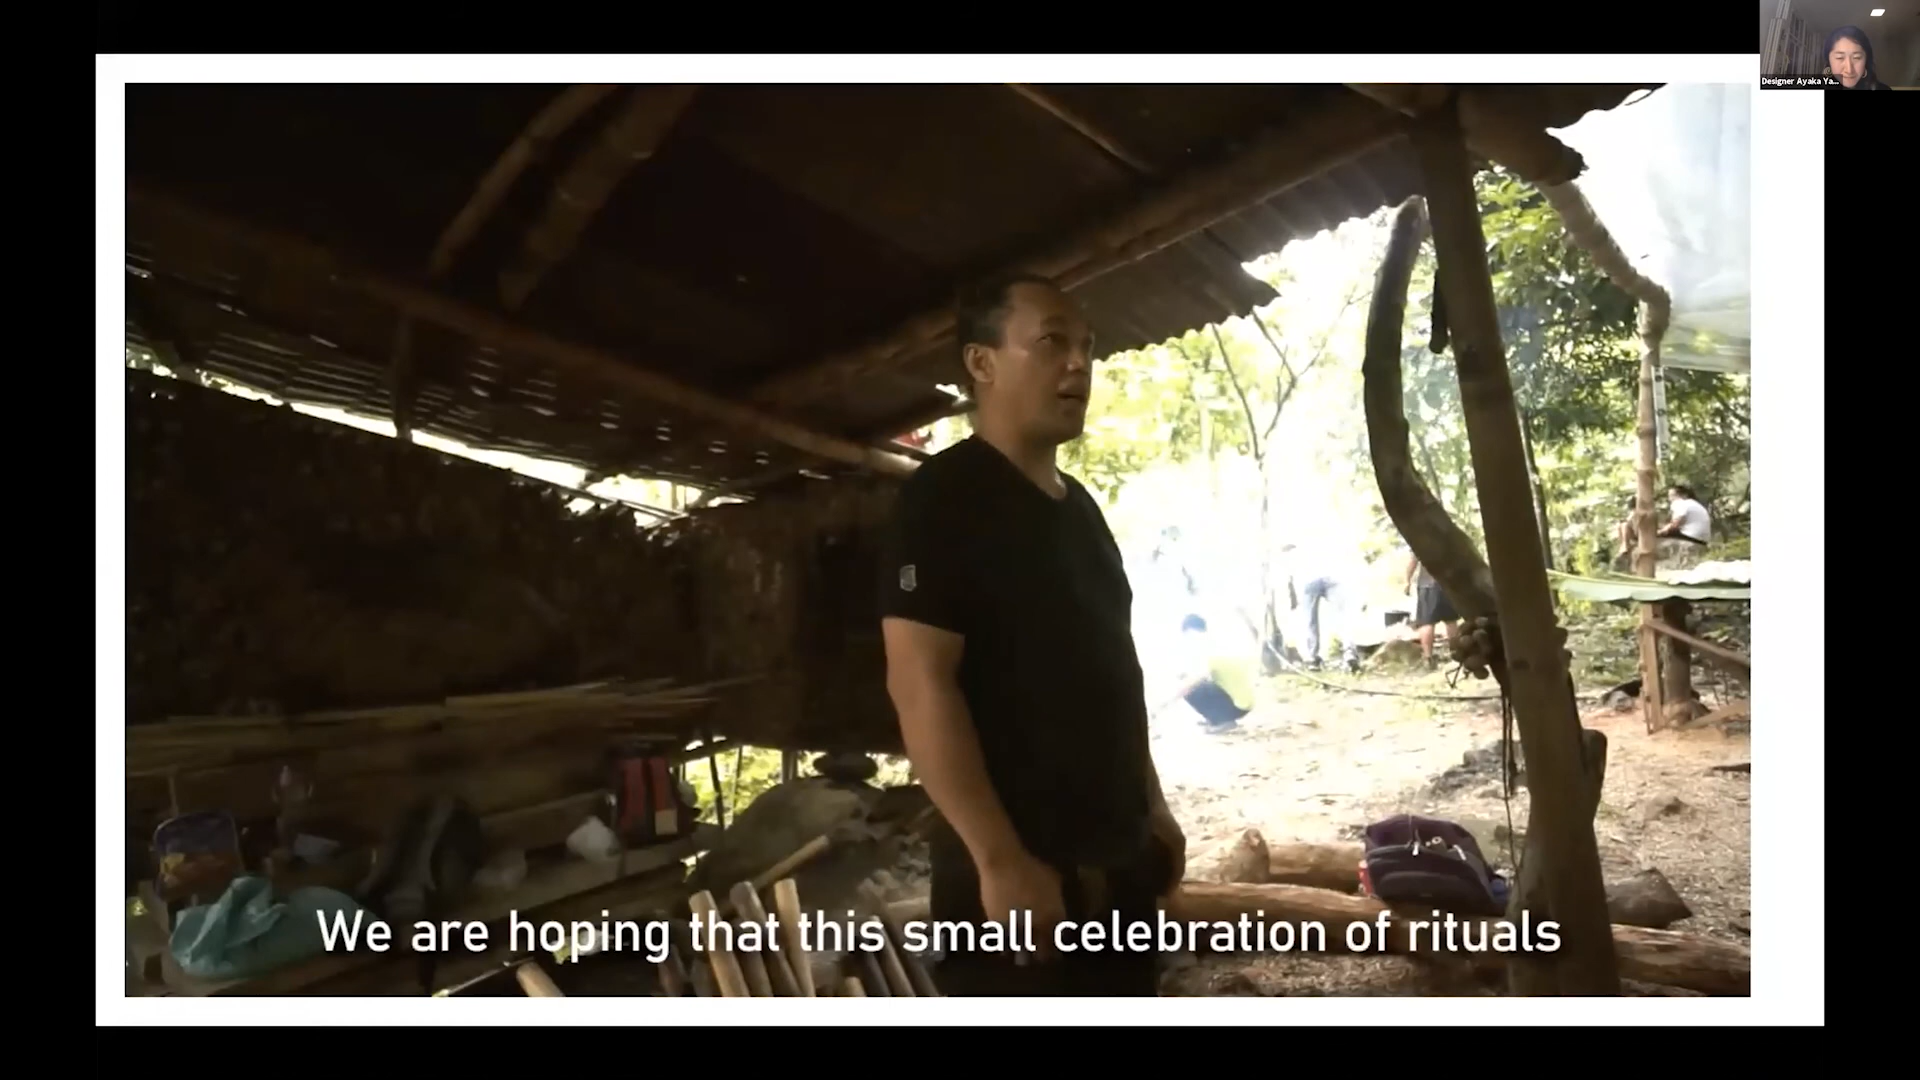 Designer Ayaka Ya...
We are hoping that this small celebration of rituals